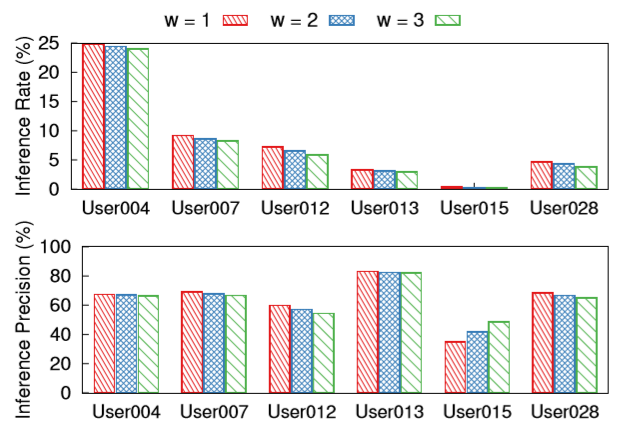 w = 1 w = 2 w = 3
Inference Rate (%)
25
20
15
10
5
0
User004 User007 User012 User013 User015 User028
Inference Precision (%)
100
80
60
40
20
0
User004 User007 User012 User013 User015 User028